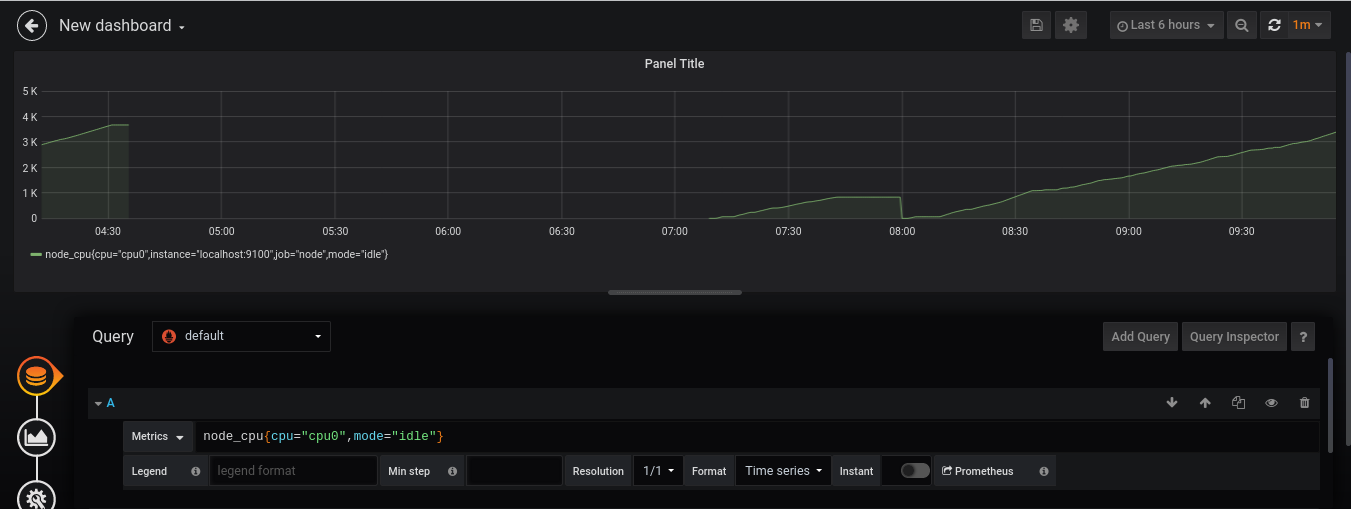 New dashboard
Last 6 hours
1m
Panel Title
5 K
4 K
3 K
2 K
1 K
0
04:30 05:00 05:30 06:00 06:30 07:00 07:30 08:00 08:30 09:00 09:30
node_cpu{cpu="cpu0",instance="localhost:9100",job="node",mode="idle"}
Query default Add Query Query Inspector ?
A
Metrics node_cpu{cpu="cpu0",mode="idle"}
Legend legend format Min step Resolution 1/1 Format Time series Instant Prometheus